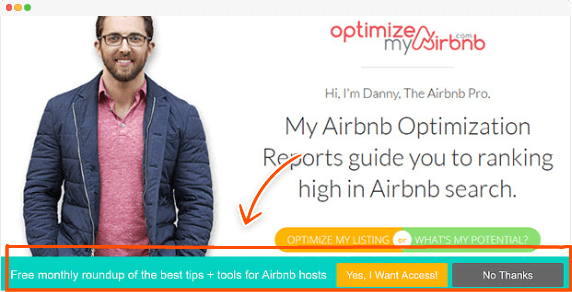 optimize
my Airbnb
.com
Hi, I'm Danny, The Airbnb Pro.
My Airbnb Optimization
Reports guide you to ranking
high in Airbnb search.
OPTIMIZE MY LISTING or WHAT'S MY POTENTIAL?
Free monthly roundup of the best tips + tools for Airbnb hosts Yes, I Want Access! No Thanks